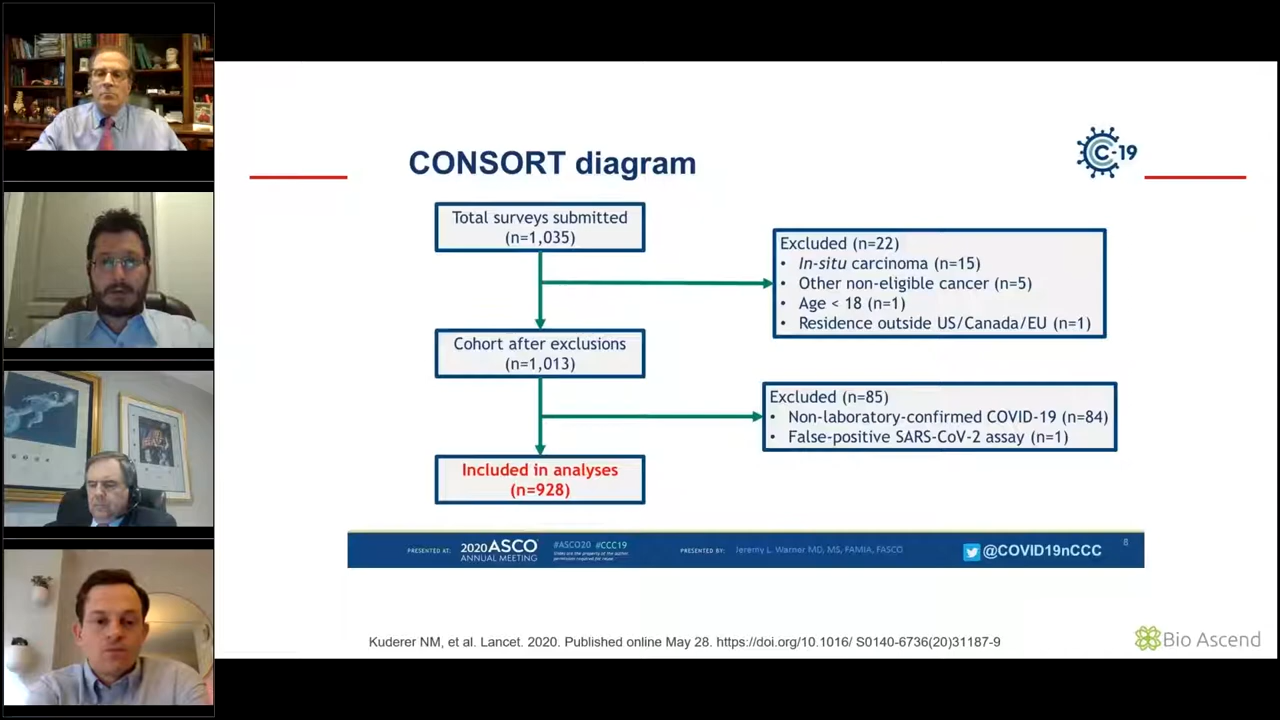 CONSORT diagram
C-19
Total surveys submitted
(n=1,035)
Excluded (n=22)
• In-situ carcinoma (n=15)
• Other non-eligible cancer (n=5)
• Age < 18 (n=1)
• Residence outside US/Canada/EU (n=1)
Cohort after exclusions
(n=1,013)
Excluded (n=85)
• Non-laboratory-confirmed COVID-19 (n=84)
• False-positive SARS-CoV-2 assay (n=1)
Included in analyses
(n=928)
PRESENTED AT:
2020 ASCO
ANNUAL MEETING
#ASCO20 #CCC19
Slides are the property of the author
permission required for reuse.
PRESENTED BY: Jeremy L. Warner MD, MS, FAMIA, FASCO
@COVID19nCCC
8
Kuderer NM, et al. Lancet. 2020. Published online May 28. https://doi.org/10.1016/ S0140-6736(20)31187-9
Bio Ascend